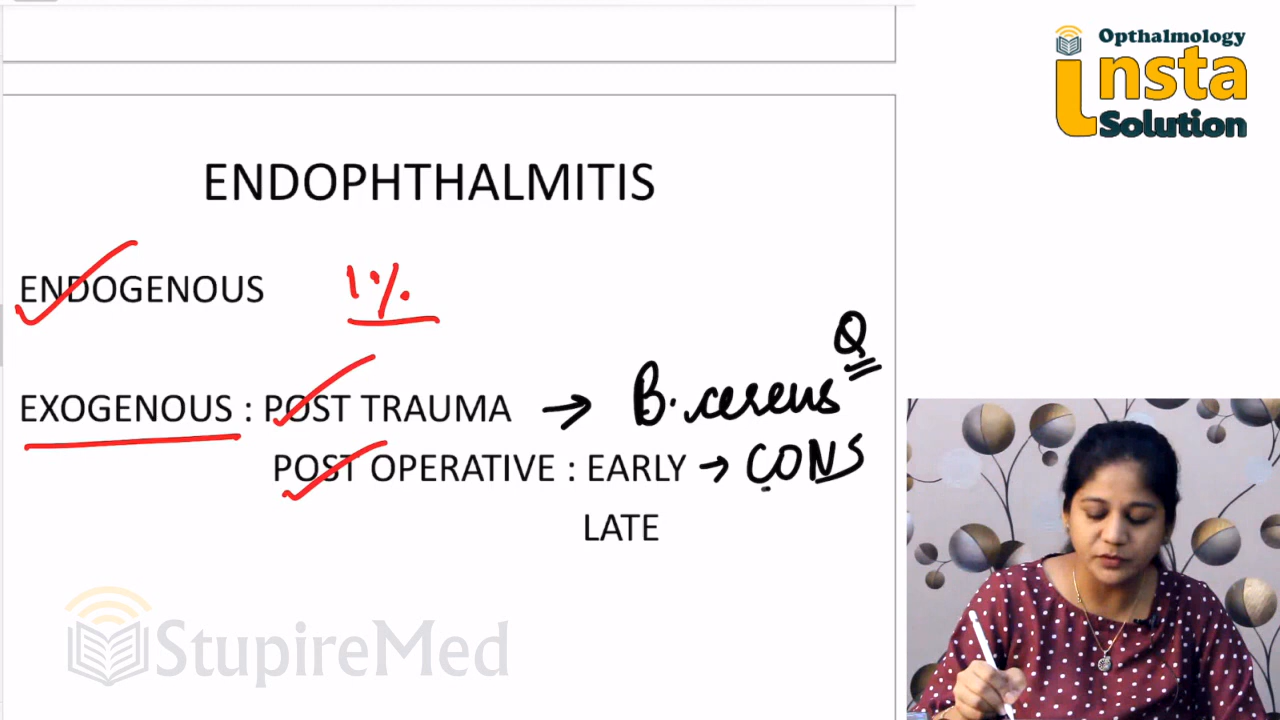 Opthalmology
insta
Solution
ENDOPHTHALMITIS
ENDOGENOUS 1%
Q
EXOGENOUS : POST TRAUMA → B. cereus
POST OPERATIVE : EARLY → CONS
LATE
StupireMed